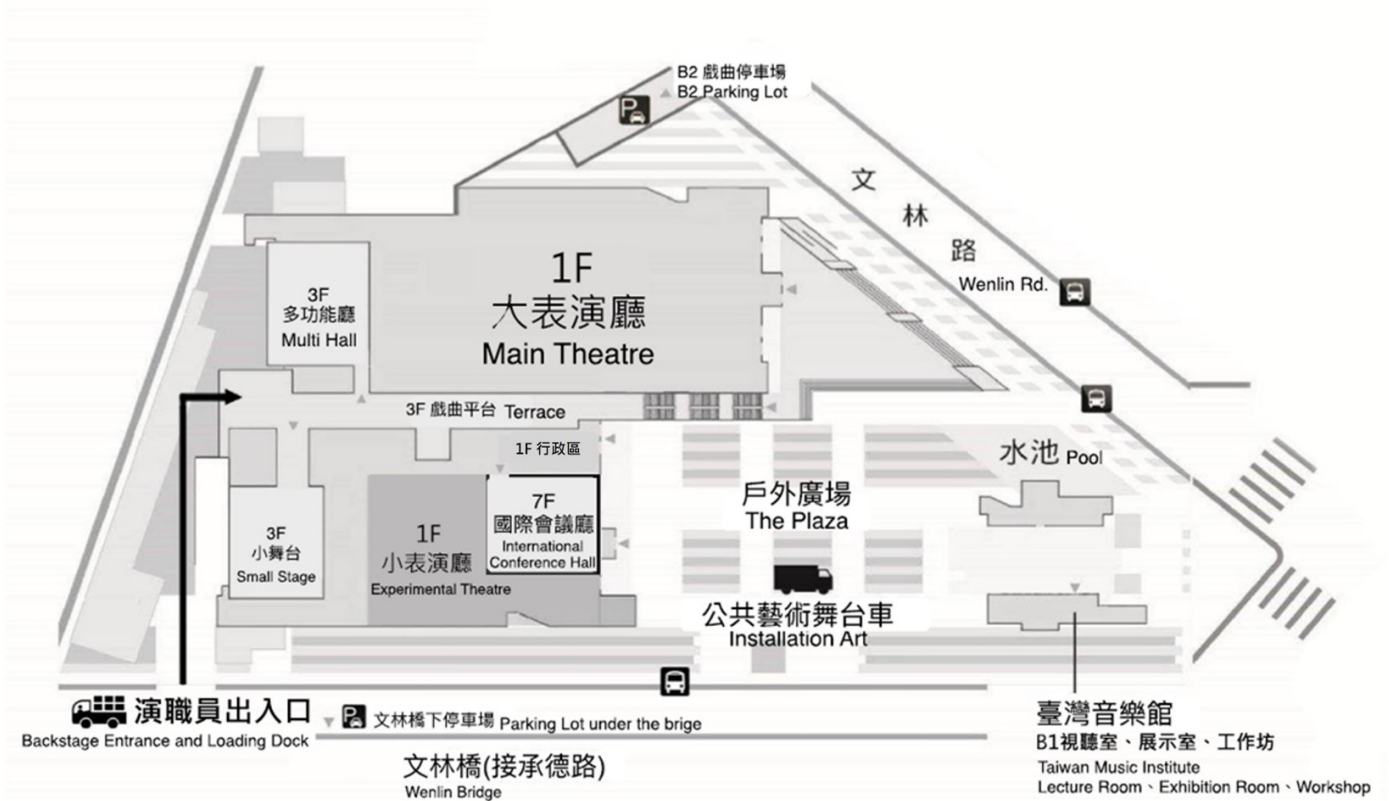 B2 戲曲停車場
B2 Parking Lot
P
文
林
路
Wenlin Rd.
1F
大表演廳
Main Theatre
3F
多功能廳
Multi Hall
3F 戲曲平台 Terrace
1F 行政區
水池 Pool
7F
國際會議廳
International
Conference Hall
戶外廣場
The Plaza
1F
小表演廳
Experimental Theatre
3F
小舞台
Small Stage
公共藝術舞台車
Installation Art
演職員出入口
Backstage Entrance and Loading Dock
P
文林橋下停車場 Parking Lot under the brige
文林橋(接承德路)
Wenlin Bridge
臺灣音樂館
B1視聽室、展示室、工作坊
Taiwan Music Institute
Lecture Room、Exhibition Room、Workshop